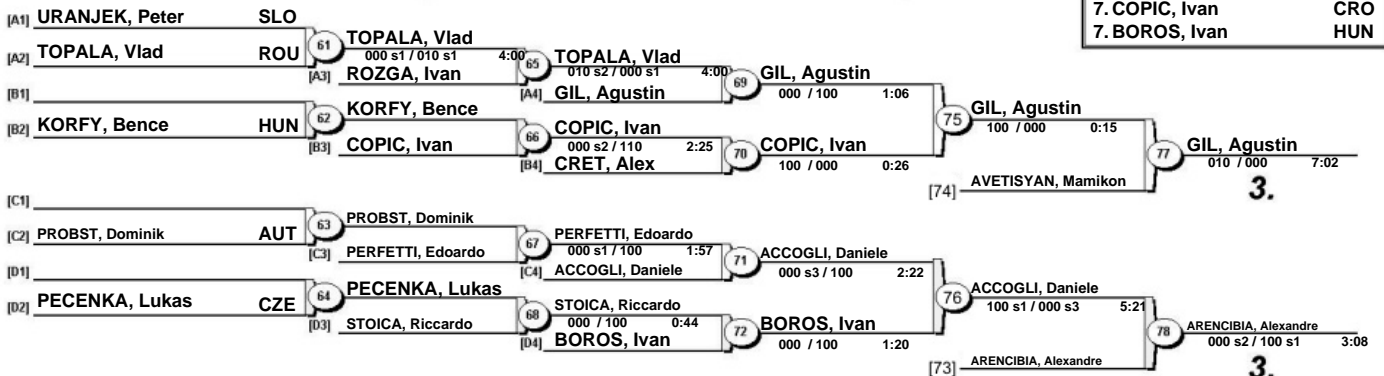 7. COPIC, Ivan CRO
7. BOROS, Ivan HUN
[A1] URANJEK, Peter SLO
[A2] TOPALA, Vlad ROU
61 TOPALA, Vlad
000 s1 / 010 s1 4:00
[A3] ROZGA, Ivan
65 TOPALA, Vlad
010 s2 / 000 s1 4:00
[A4] GIL, Agustin
69 GIL, Agustin
000 / 100 1:06
[B1]
[B2] KORFY, Bence HUN
62 KORFY, Bence
[B3] COPIC, Ivan
66 COPIC, Ivan
000 s2 / 110 2:25
[B4] CRET, Alex
70 COPIC, Ivan
100 / 000 0:26
75 GIL, Agustin
100 / 000 0:15
[74] AVETISYAN, Mamikon
77 GIL, Agustin
010 / 000 7:02
3.
[C1]
[C2] PROBST, Dominik AUT
63 PROBST, Dominik
[C3] PERFETTI, Edoardo
67 PERFETTI, Edoardo
000 s1 / 100 1:57
[C4] ACCOGLI, Daniele
71 ACCOGLI, Daniele
000 s3 / 100 2:22
[D1]
[D2] PECENKA, Lukas CZE
64 PECENKA, Lukas
[D3] STOICA, Riccardo
68 STOICA, Riccardo
000 / 100 0:44
[D4] BOROS, Ivan
72 BOROS, Ivan
000 / 100 1:20
76 ACCOGLI, Daniele
100 s1 / 000 s3 5:21
[73] ARENCIBIA, Alexandre
78 ARENCIBIA, Alexandre
000 s2 / 100 s1 3:08
3.